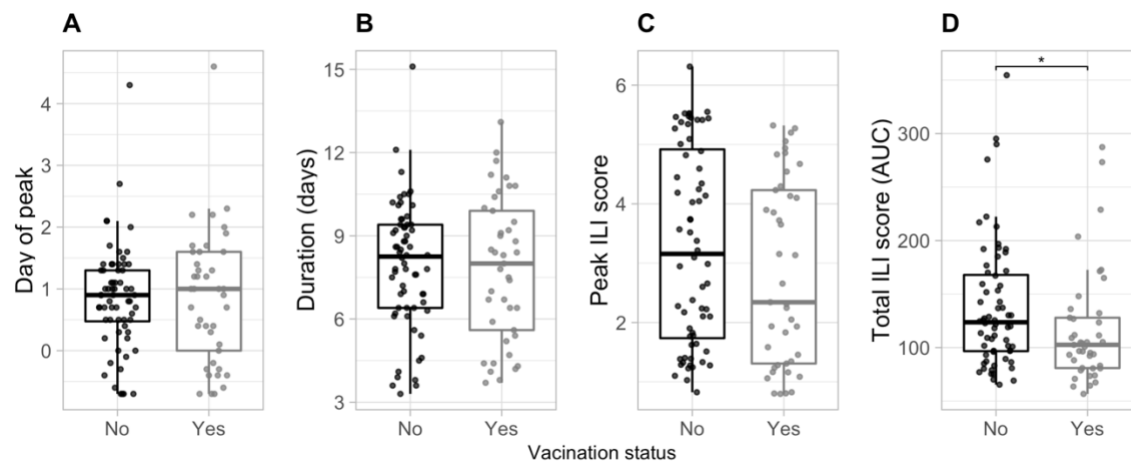 A
B
C
D
Day of peak
4
3
2
1
0
No
Yes
Duration (days)
15
12
9
6
3
No
Yes
Peak ILI score
6
4
2
No
Yes
Total ILI score (AUC)
300
200
100
*
No
Yes
Vacination status